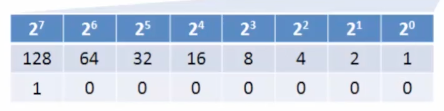 2⁷ 2⁶ 2⁵ 2⁴ 2³ 2² 2¹ 2⁰
128 64 32 16 8 4 2 1
1 0 0 0 0 0 0 0